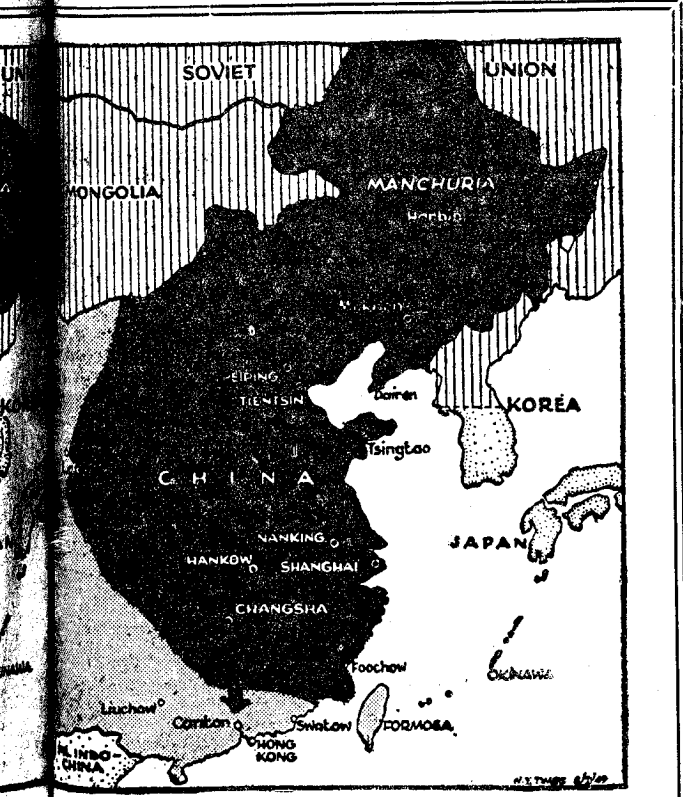 SOVIET UNION
MONGOLIA
MANCHURIA
Harbin
TIENTSIN
Dairen
KOREA
Tsingtao
CHINA
NANKING
JAPAN
HANKOW
SHANGHAI
CHANGSHA
Foochow
OKINAWA
Liuchow
Canton
Swatow
FORMOSA
HONG
KONG
INDO-
CHINA